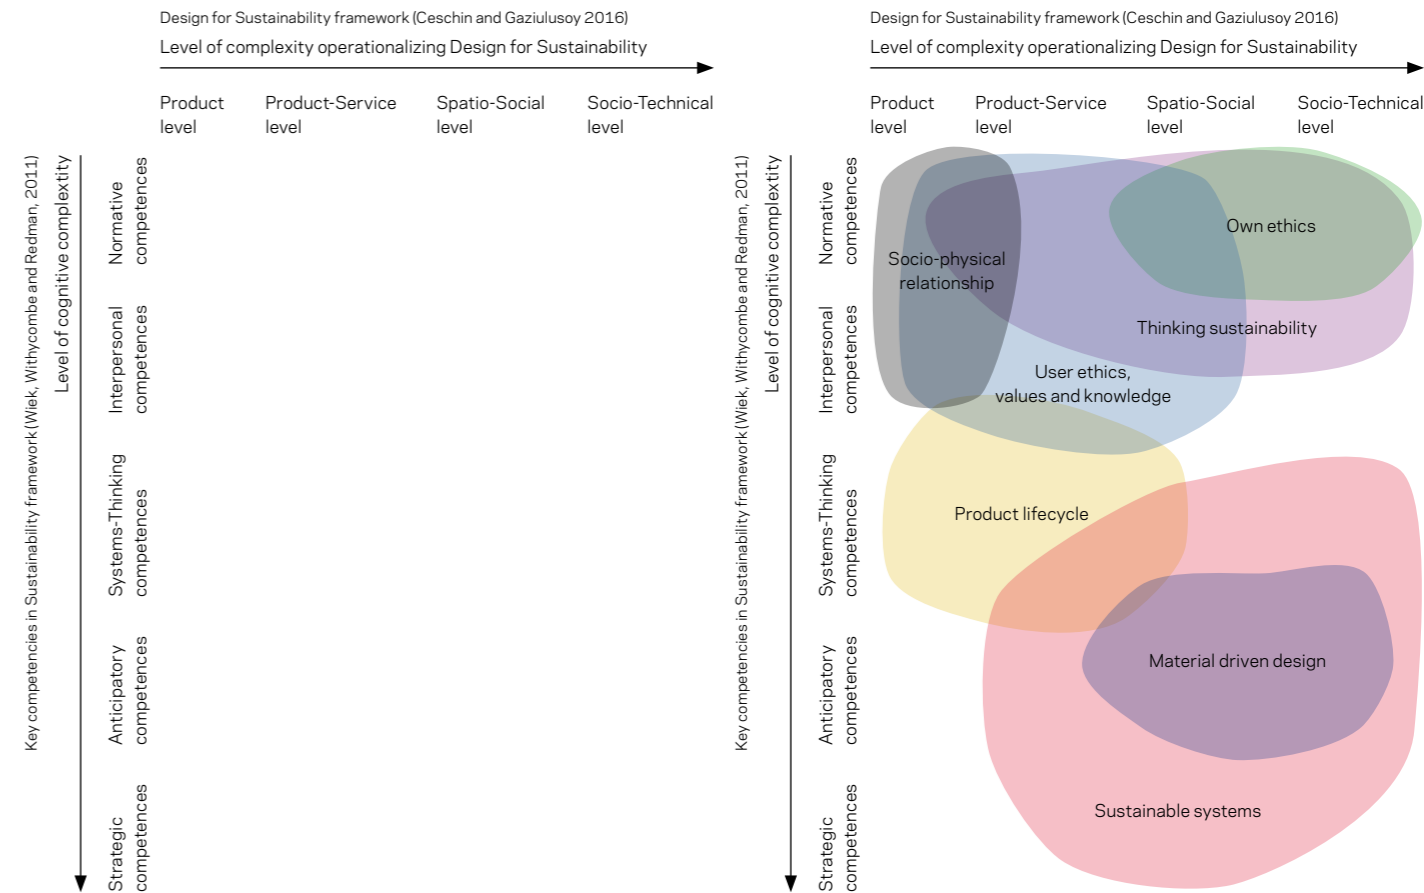 Design for Sustainability framework (Ceschin and Gaziulusoy 2016)
Level of complexity operationalizing Design for Sustainability
Product
level
Product-Service
level
Spatio-Social
level
Socio-Technical
level
Key competencies in Sustainability framework (Wiek, Withycombe and Redman, 2011)
Level of cognitive complextity
Normative
competences
Interpersonal
competences
Systems-Thinking
competences
Anticipatory
competences
Strategic
competences
Design for Sustainability framework (Ceschin and Gaziulusoy 2016)
Level of complexity operationalizing Design for Sustainability
Product
level
Product-Service
level
Spatio-Social
level
Socio-Technical
level
Key competencies in Sustainability framework (Wiek, Withycombe and Redman, 2011)
Level of cognitive complextity
Normative
competences
Interpersonal
competences
Systems-Thinking
competences
Anticipatory
competences
Strategic
competences
Own ethics
Socio-physical
relationship
Thinking sustainability
User ethics,
values and knowledge
Product lifecycle
Material driven design
Sustainable systems